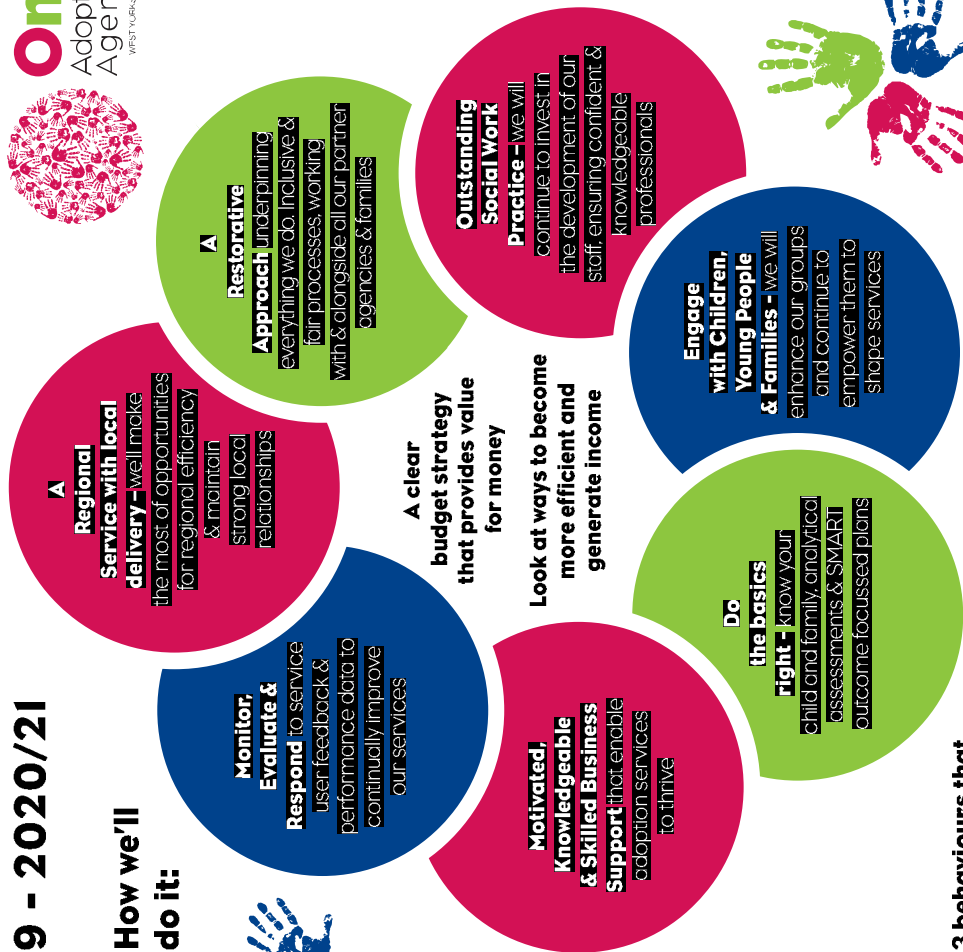 9 - 2020/21
On
Adopt
Agen
WEST YORKS
How we'll
do it:
A
Regional
Service with local
delivery – we'll make
the most of opportunities
for regional efficiency
& maintain
strong local
relationships
A
Restorative
Approach underpinning
everything we do. Inclusive &
fair processes, working
with & alongside all our partner
agencies & families
Outstanding
Social Work
Practice – we will
continue to invest in
the development of our
staff, ensuring confident &
knowledgeable
professionals
Engage
with Children,
Young People
& Families – we will
enhance our groups
and continue to
empower them to
shape services
Do
the basics
right – know your
child and family, analytical
assessments & SMART
outcome focussed plans
Motivated,
Knowledgeable
& Skilled Business
Support that enable
adoption services
to thrive
Monitor,
Evaluate &
Respond to service
user feedback &
performance data to
continually improve
our services
A clear
budget strategy
that provides value
for money
Look at ways to become
more efficient and
generate income
behaviours that